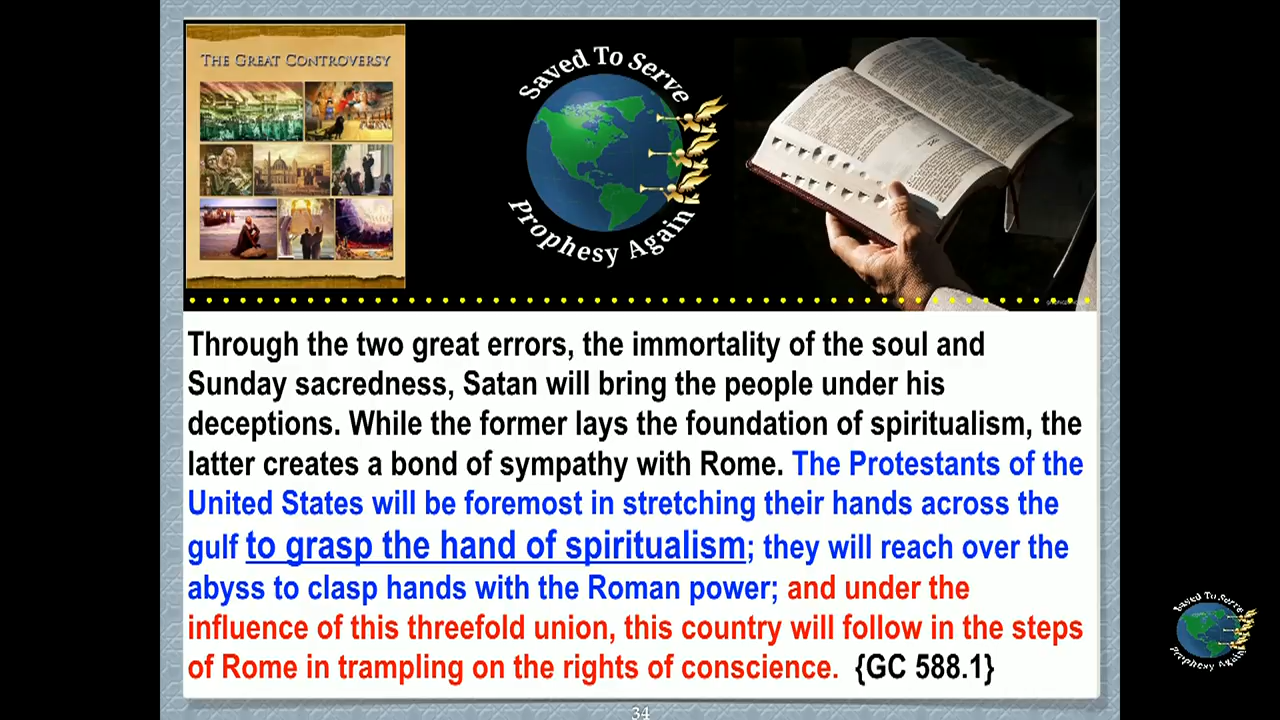 THE GREAT CONTROVERSY
Saved To Serve
Prophesy Again
Through the two great errors, the immortality of the soul and
Sunday sacredness, Satan will bring the people under his
deceptions. While the former lays the foundation of spiritualism, the
latter creates a bond of sympathy with Rome. The Protestants of the
United States will be foremost in stretching their hands across the
gulf to grasp the hand of spiritualism; they will reach over the
abyss to clasp hands with the Roman power; and under the
influence of this threefold union, this country will follow in the steps
of Rome in trampling on the rights of conscience. {GC 588.1}
34
Saved To Serve
Prophesy Again